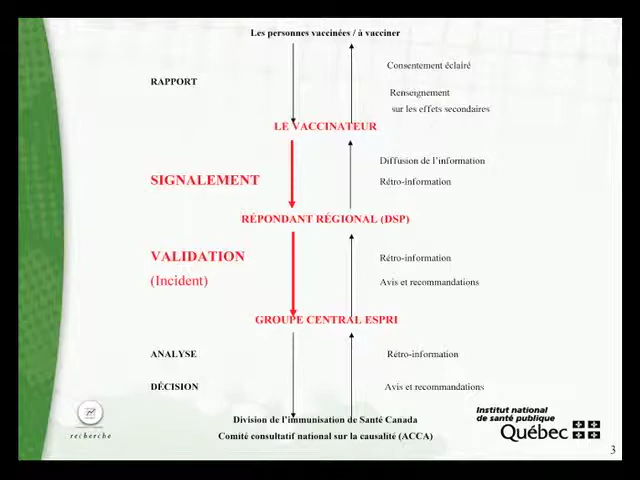 Les personnes vaccinées / à vacciner
Consentement éclairé
RAPPORT
Renseignement
sur les effets secondaires
LE VACCINATEUR
Diffusion de l'information
SIGNALEMENT
Rétro-information
RÉPONDANT RÉGIONAL (DSP)
VALIDATION
Rétro-information
(Incident)
Avis et recommandations
GROUPE CENTRAL ESPRI
ANALYSE
Rétro-information
DÉCISION
Avis et recommandations
Division de l'immunisation de Santé Canada
Comité consultatif national sur la causalité (ACCA)
recherche
Institut national
de santé publique
Québec
3